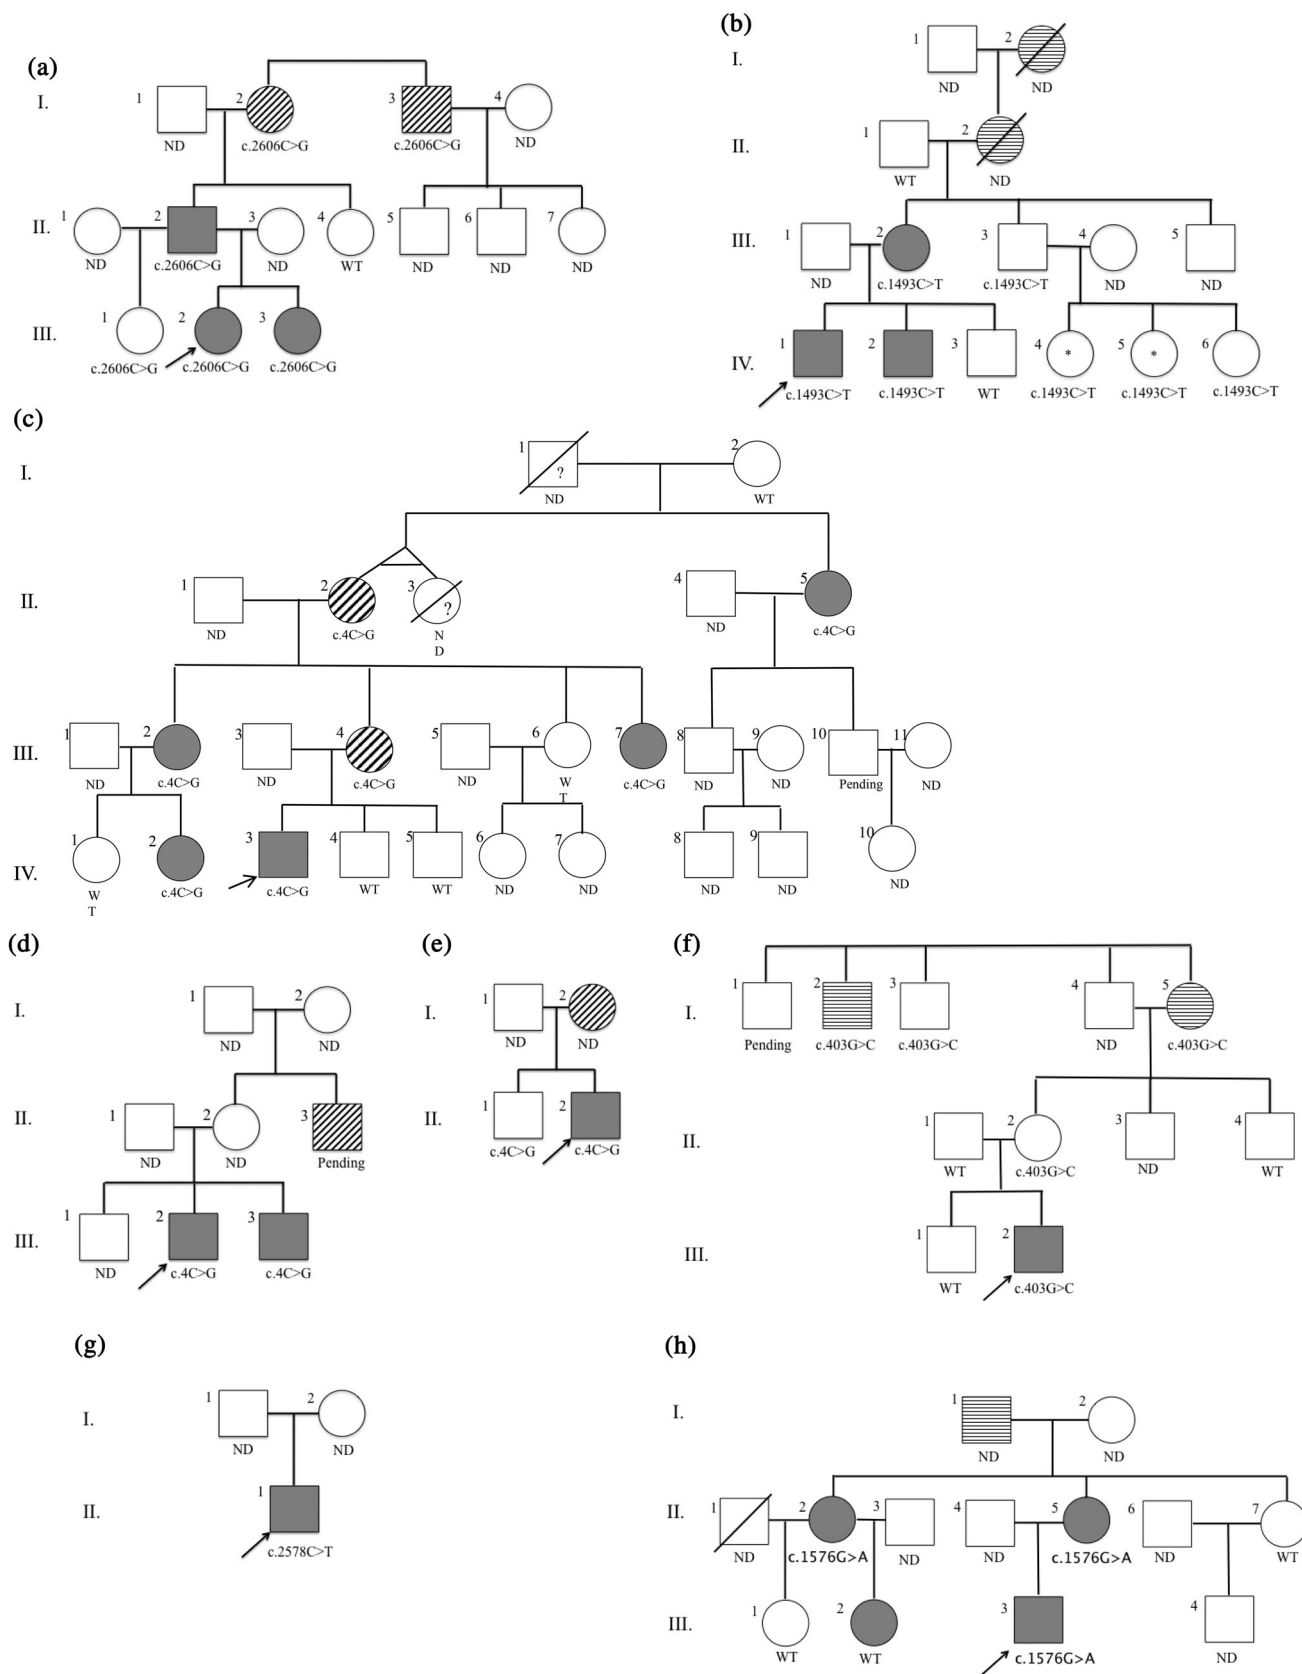 (a)
I.
1
2
3
4
ND
c.2606C>G
c.2606C>G
ND
II.
1
2
3
4
5
6
7
ND
c.2606C>G
ND
WT
ND
ND
ND
III.
1
2
3
c.2606C>G
c.2606C>G
c.2606C>G
(b)
I.
1
2
ND
ND
II.
1
2
WT
ND
III.
1
2
3
4
5
ND
c.1493C>T
c.1493C>T
ND
ND
IV.
1
2
3
4
*
5
*
6
c.1493C>T
c.1493C>T
WT
c.1493C>T
c.1493C>T
c.1493C>T
(c)
I.
1
?
2
ND
WT
II.
1
2
3
?
4
5
ND
c.4C>G
N
D
ND
c.4C>G
III.
1
2
3
4
5
6
7
8
9
10
11
ND
c.4C>G
ND
c.4C>G
ND
W
T
c.4C>G
ND
ND
Pending
ND
IV.
1
2
3
4
5
6
7
8
9
10
W
T
c.4C>G
c.4C>G
WT
WT
ND
ND
ND
ND
ND
(d)
I.
1
2
ND
ND
II.
1
2
3
ND
ND
Pending
III.
1
2
3
ND
c.4C>G
c.4C>G
(e)
I.
1
2
ND
ND
II.
1
2
c.4C>G
c.4C>G
(f)
I.
1
2
3
4
5
Pending
c.403G>C
c.403G>C
ND
c.403G>C
II.
1
2
3
4
WT
c.403G>C
ND
WT
III.
1
2
WT
c.403G>C
(g)
I.
1
2
ND
ND
II.
1
c.2578C>T
(h)
I.
1
2
ND
ND
II.
1
2
3
4
5
6
7
ND
c.1576G>A
ND
ND
c.1576G>A
ND
WT
III.
1
2
3
4
WT
WT
c.1576G>A
ND